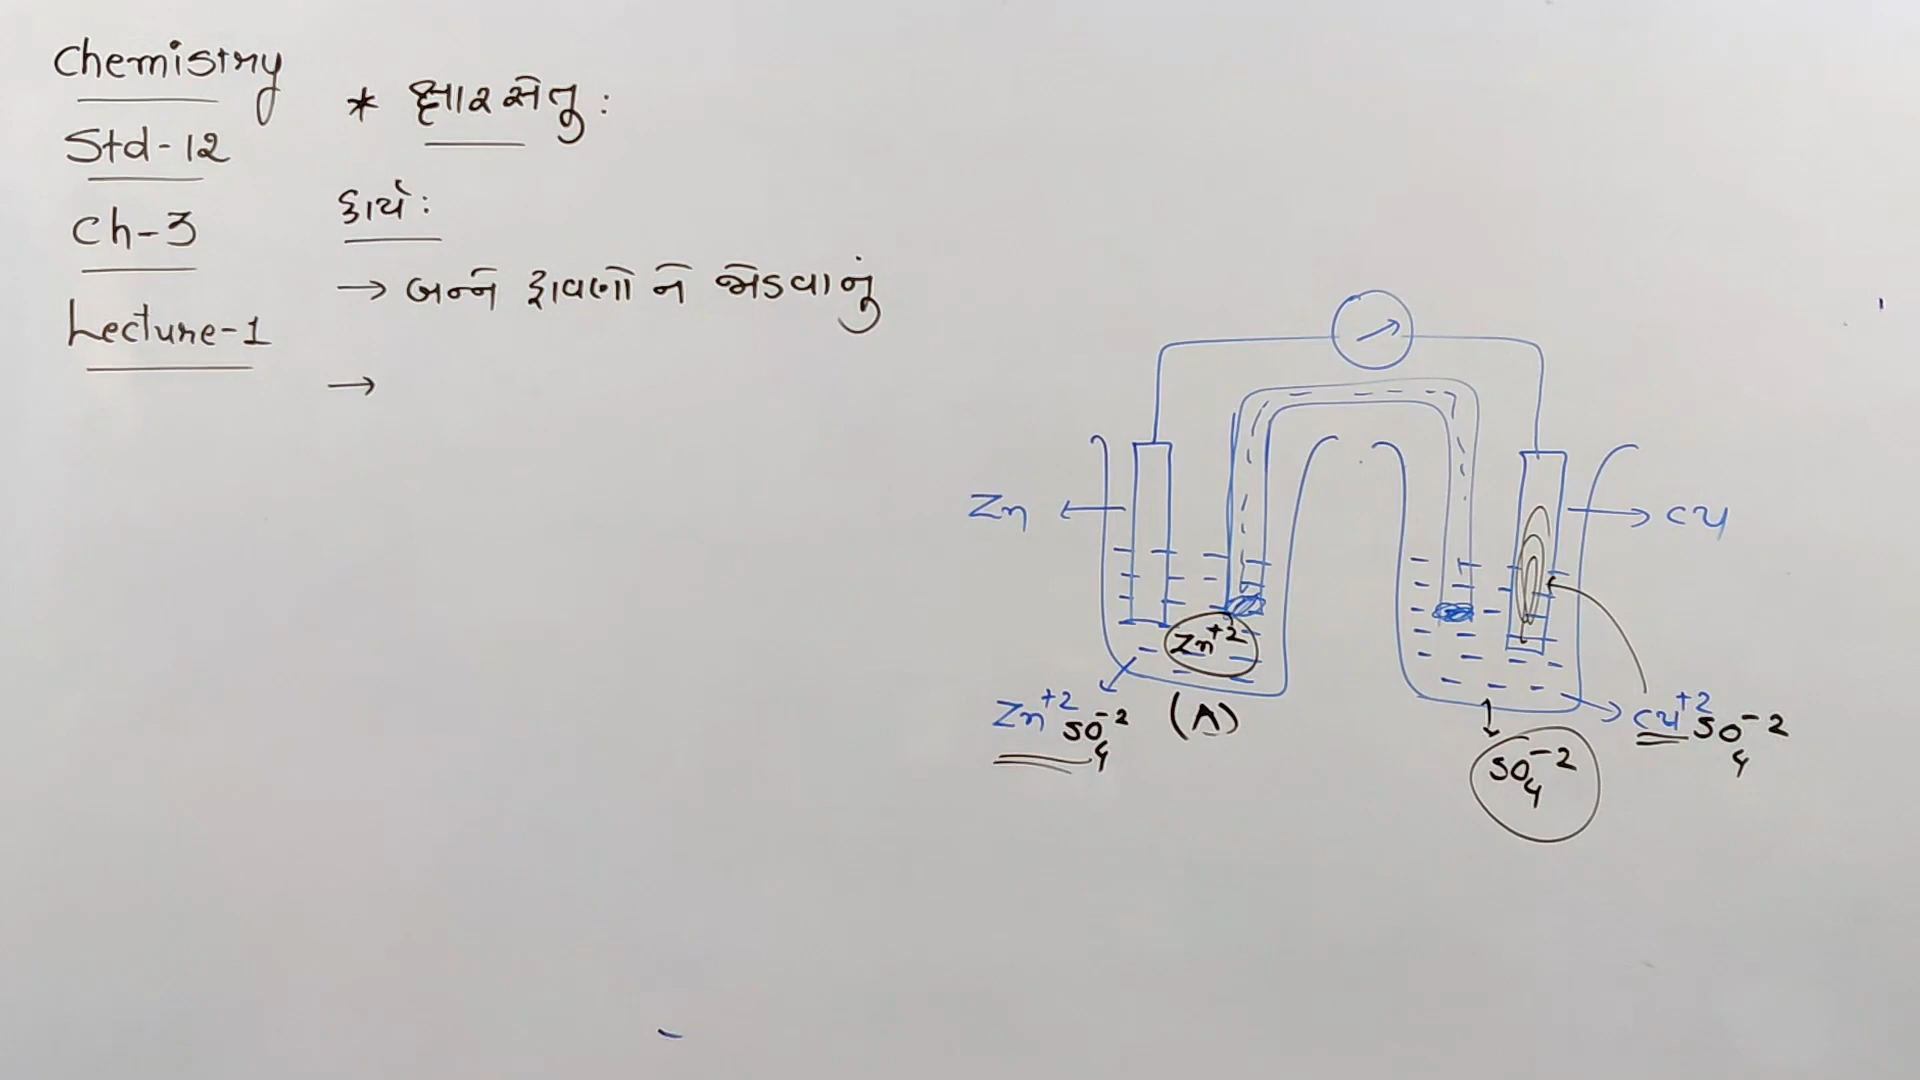 Chemistry
Std-12
Ch-3
Lecture-1
* ક્ષારસેતુ :
કાર્ય :
→ બન્ને દ્રાવણો ને જોડવાનું
→
Zn
Cu
Zn+2
Zn+2 SO4-2
(A)
Cu+2 SO4-2
SO4-2